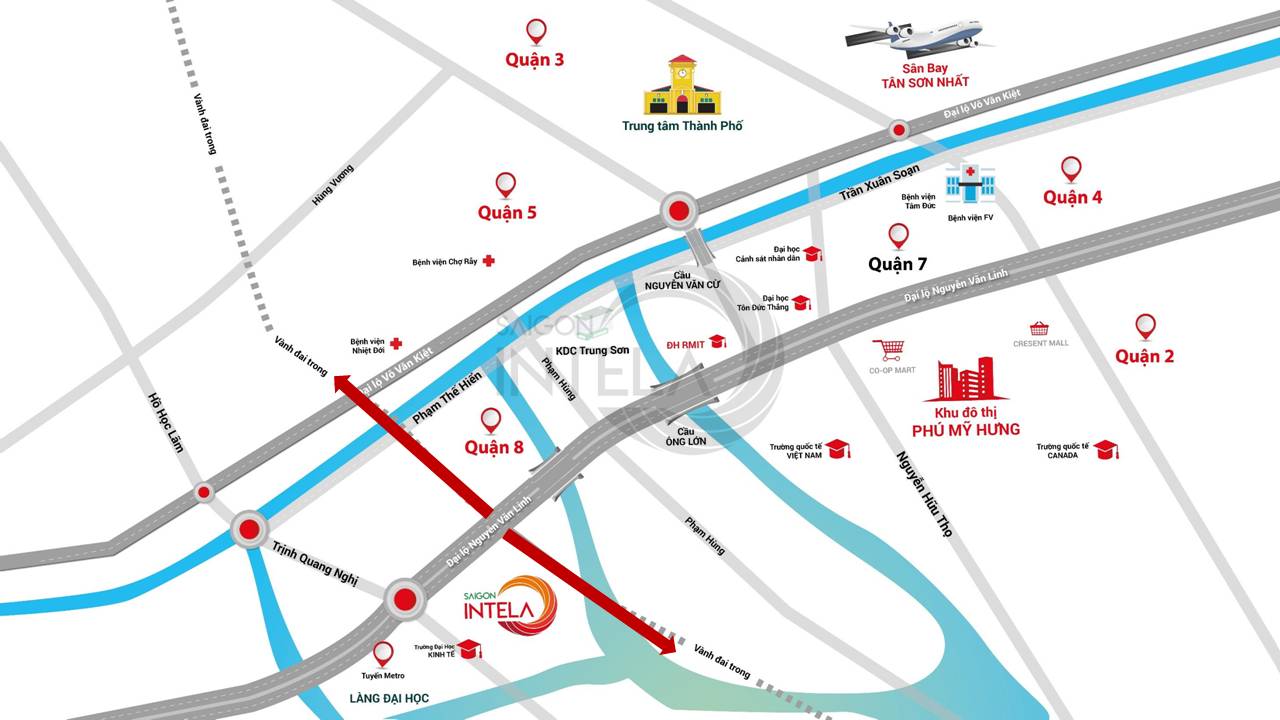 Quận 3
Sân Bay
TÂN SƠN NHẤT
Trung tâm Thành Phố
Đại lộ Võ Văn Kiệt
Vành đai trong
Hùng Vương
Quận 5
Trần Xuân Soạn
Bệnh viện
Tâm Đức
Bệnh viện FV
Quận 4
Bệnh viện Chợ Rẫy
Cầu
NGUYỄN VĂN CỪ
Đại học
Cảnh sát nhân dân
Quận 7
Đại lộ Nguyễn Văn Linh
Đại học
Tôn Đức Thắng
SAIGON
INTELA
KDC Trung Sơn
ĐH RMIT
CRESENT MALL
CO-OP MART
Quận 2
Bệnh viện
Nhiệt Đới
Vành đai trong
Đại lộ Võ Văn Kiệt
Phạm Thế Hiển
Phạm Hùng
Khu đô thị
PHÚ MỸ HƯNG
Hồ Học Lãm
Quận 8
Cầu
ÔNG LỚN
Trường quốc tế
VIỆT NAM
Trường quốc tế
CANADA
Nguyễn Hữu Thọ
Đại lộ Nguyễn Văn Linh
Phạm Hùng
Trịnh Quang Nghị
SAIGON
INTELA
Trường Đại Học
KINH TẾ
Tuyến Metro
Vành đai trong
LÀNG ĐẠI HỌC